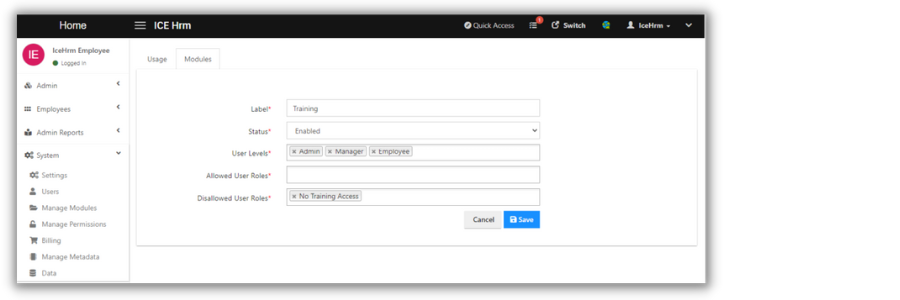 Home
ICE Hrm
Quick Access
1
Switch
IceHrm
IE
IceHrm Employee
Logged in
Admin
Employees
Admin Reports
System
Settings
Users
Manage Modules
Manage Permissions
Billing
Manage Metadata
Data
Usage
Modules
Label* Training
Status* Enabled
User Levels* × Admin × Manager × Employee
Allowed User Roles*
Disallowed User Roles* × No Training Access
Cancel Save